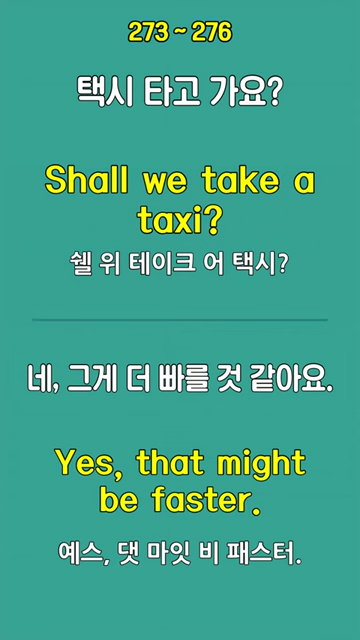 273 ~ 276
택시 타고 가요?
Shall we take a
taxi?
쉘 위 테이크 어 택시?
네, 그게 더 빠를 것 같아요.
Yes, that might
be faster.
예스, 댓 마잇 비 패스터.